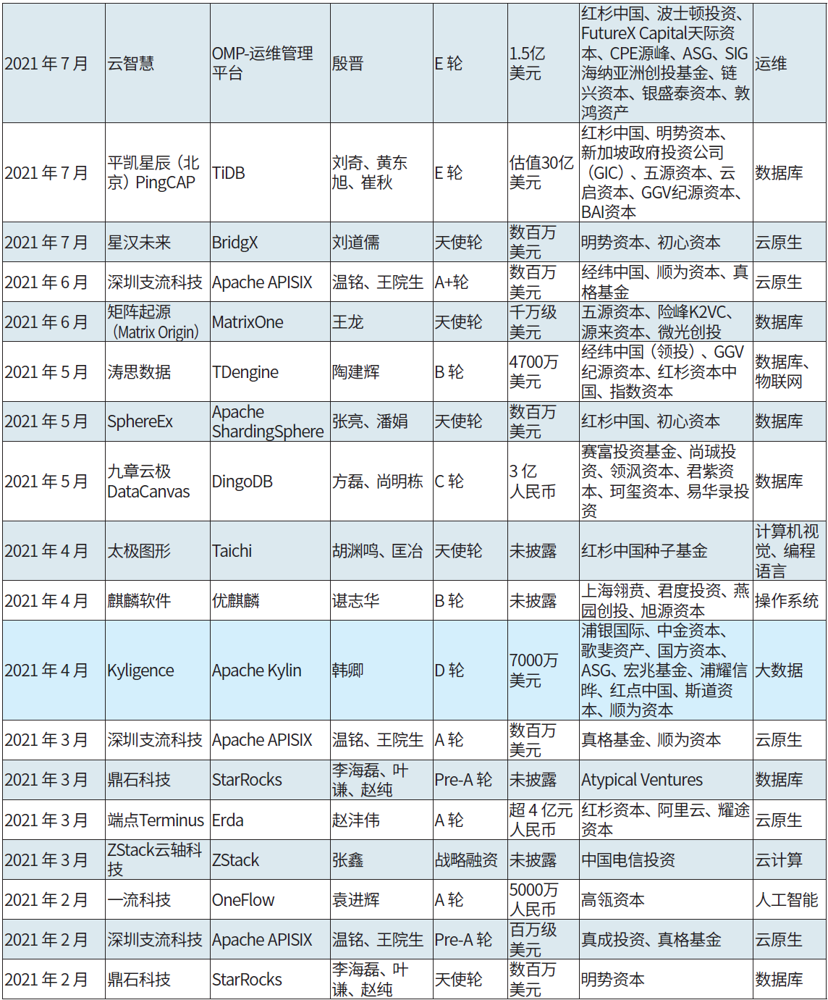 2021 年 7 月
云智慧
OMP-运维管理
平台
殷晋
E 轮
1.5亿
美元
红杉中国、波士顿投资、
FutureX Capital天际资
本、CPE源峰、ASG、SIG
海纳亚洲创投基金、链
兴资本、银盛泰资本、敦
鸿资产
运维
2021 年 7 月
平凯星辰（北
京）PingCAP
TiDB
刘奇、黄东
旭、崔秋
E 轮
估值30亿
美元
红杉中国、明势资本、
新加坡政府投资公司
（GIC）、五源资本、云
启资本、GGV纪源资本、
BAI资本
数据库
2021 年 7 月
星汉未来
BridgX
刘道儒
天使轮
数百万
美元
明势资本、初心资本
云原生
2021 年 6 月
深圳支流科技
Apache APISIX
温铭、王院生
A+轮
数百万
美元
经纬中国、顺为资本、真
格基金
云原生
2021 年 6 月
矩阵起源
（Matrix Origin）
MatrixOne
王龙
天使轮
千万级
美元
五源资本、险峰K2VC、
源来资本、微光创投
数据库
2021 年 5 月
涛思数据
TDengine
陶建辉
B 轮
4700万
美元
经纬中国（领投）、GGV
纪源资本、红杉资本中
国、指数资本
数据库、
物联网
2021 年 5 月
SphereEx
Apache
ShardingSphere
张亮、潘娟
天使轮
数百万
美元
红杉中国、初心资本
数据库
2021 年 5 月
九章云极
DataCanvas
DingoDB
方磊、尚明栋
C 轮
3 亿
人民币
赛富投资基金、尚珹投
资、领沨资本、君紫资
本、珂玺资本、易华录投
资
数据库
2021 年 4 月
太极图形
Taichi
胡渊鸣、匡冶
天使轮
未披露
红杉中国种子基金
计算机视
觉、编程
语言
2021 年 4 月
麒麟软件
优麒麟
谌志华
B 轮
未披露
上海翎贲、君度投资、燕
园创投、旭源资本
操作系统
2021 年 4 月
Kyligence
Apache Kylin
韩卿
D 轮
7000万
美元
浦银国际、中金资本、
歌斐资产、国方资本、
ASG、宏兆基金、浦耀信
晔、红点中国、斯道资
本、顺为资本
大数据
2021 年 3 月
深圳支流科技
Apache APISIX
温铭、王院生
A 轮
数百万
美元
真格基金、顺为资本
云原生
2021 年 3 月
鼎石科技
StarRocks
李海磊、叶
谦、赵纯
Pre-A 轮
未披露
Atypical Ventures
数据库
2021 年 3 月
端点Terminus
Erda
赵沣伟
A 轮
超 4 亿元
人民币
红杉资本、阿里云、耀途
资本
云原生
2021 年 3 月
ZStack云轴科
技
ZStack
张鑫
战略融资
未披露
中国电信投资
云计算
2021 年 2 月
一流科技
OneFlow
袁进辉
A 轮
5000万
人民币
高瓴资本
人工智能
2021 年 2 月
深圳支流科技
Apache APISIX
温铭、王院生
Pre-A 轮
百万级
美元
真成投资、真格基金
云原生
2021 年 2 月
鼎石科技
StarRocks
李海磊、叶
谦、赵纯
天使轮
数百万
美元
明势资本
数据库